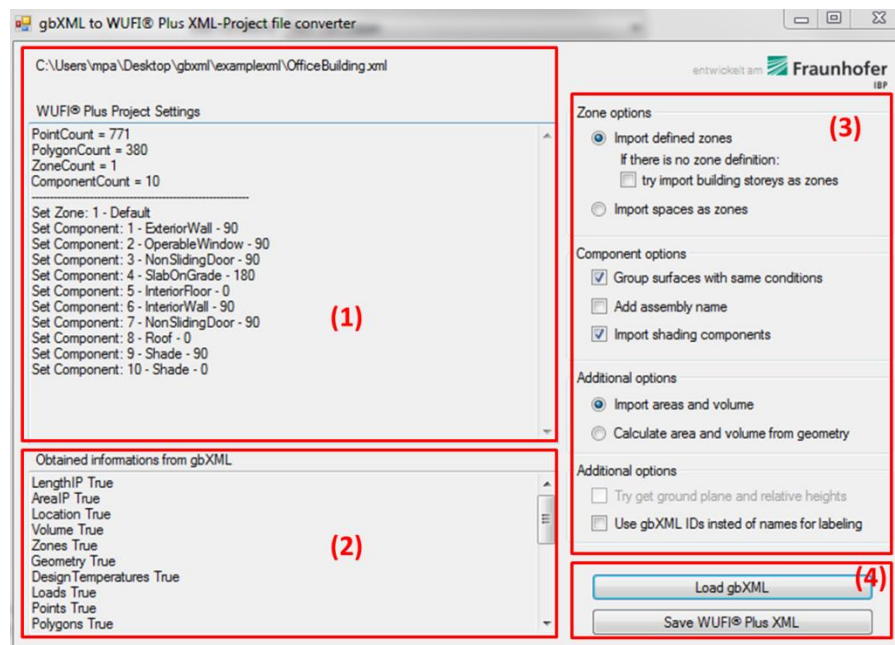 gbXML to WUFI® Plus XML-Project file converter
C:\Users\mpa\Desktop\gbxml\examplexml\OfficeBuilding.xml
entwickelt am Fraunhofer
IBP
WUFI® Plus Project Settings
PointCount = 771
PolygonCount = 380
ZoneCount = 1
ComponentCount = 10
------------------------------------------------------
Set Zone: 1 - Default
Set Component: 1 - ExteriorWall - 90
Set Component: 2 - OperableWindow - 90
Set Component: 3 - NonSlidingDoor - 90
Set Component: 4 - SlabOnGrade - 180
Set Component: 5 - InteriorFloor - 0
Set Component: 6 - InteriorWall - 90
Set Component: 7 - NonSlidingDoor - 90
Set Component: 8 - Roof - 0
Set Component: 9 - Shade - 90
Set Component: 10 - Shade - 0
(1)
Obtained informations from gbXML
LengthIP True
AreaIP True
Location True
Volume True
Zones True
Geometry True
DesignTemperatures True
Loads True
Points True
Polygons True
(2)
Zone options
(3)
Import defined zones
If there is no zone definition:
try import building storeys as zones
Import spaces as zones
Component options
Group surfaces with same conditions
Add assembly name
Import shading components
Additional options
Import areas and volume
Calculate area and volume from geometry
Additional options
Try get ground plane and relative heights
Use gbXML IDs insted of names for labeling
(4)
Load gbXML
Save WUFI® Plus XML